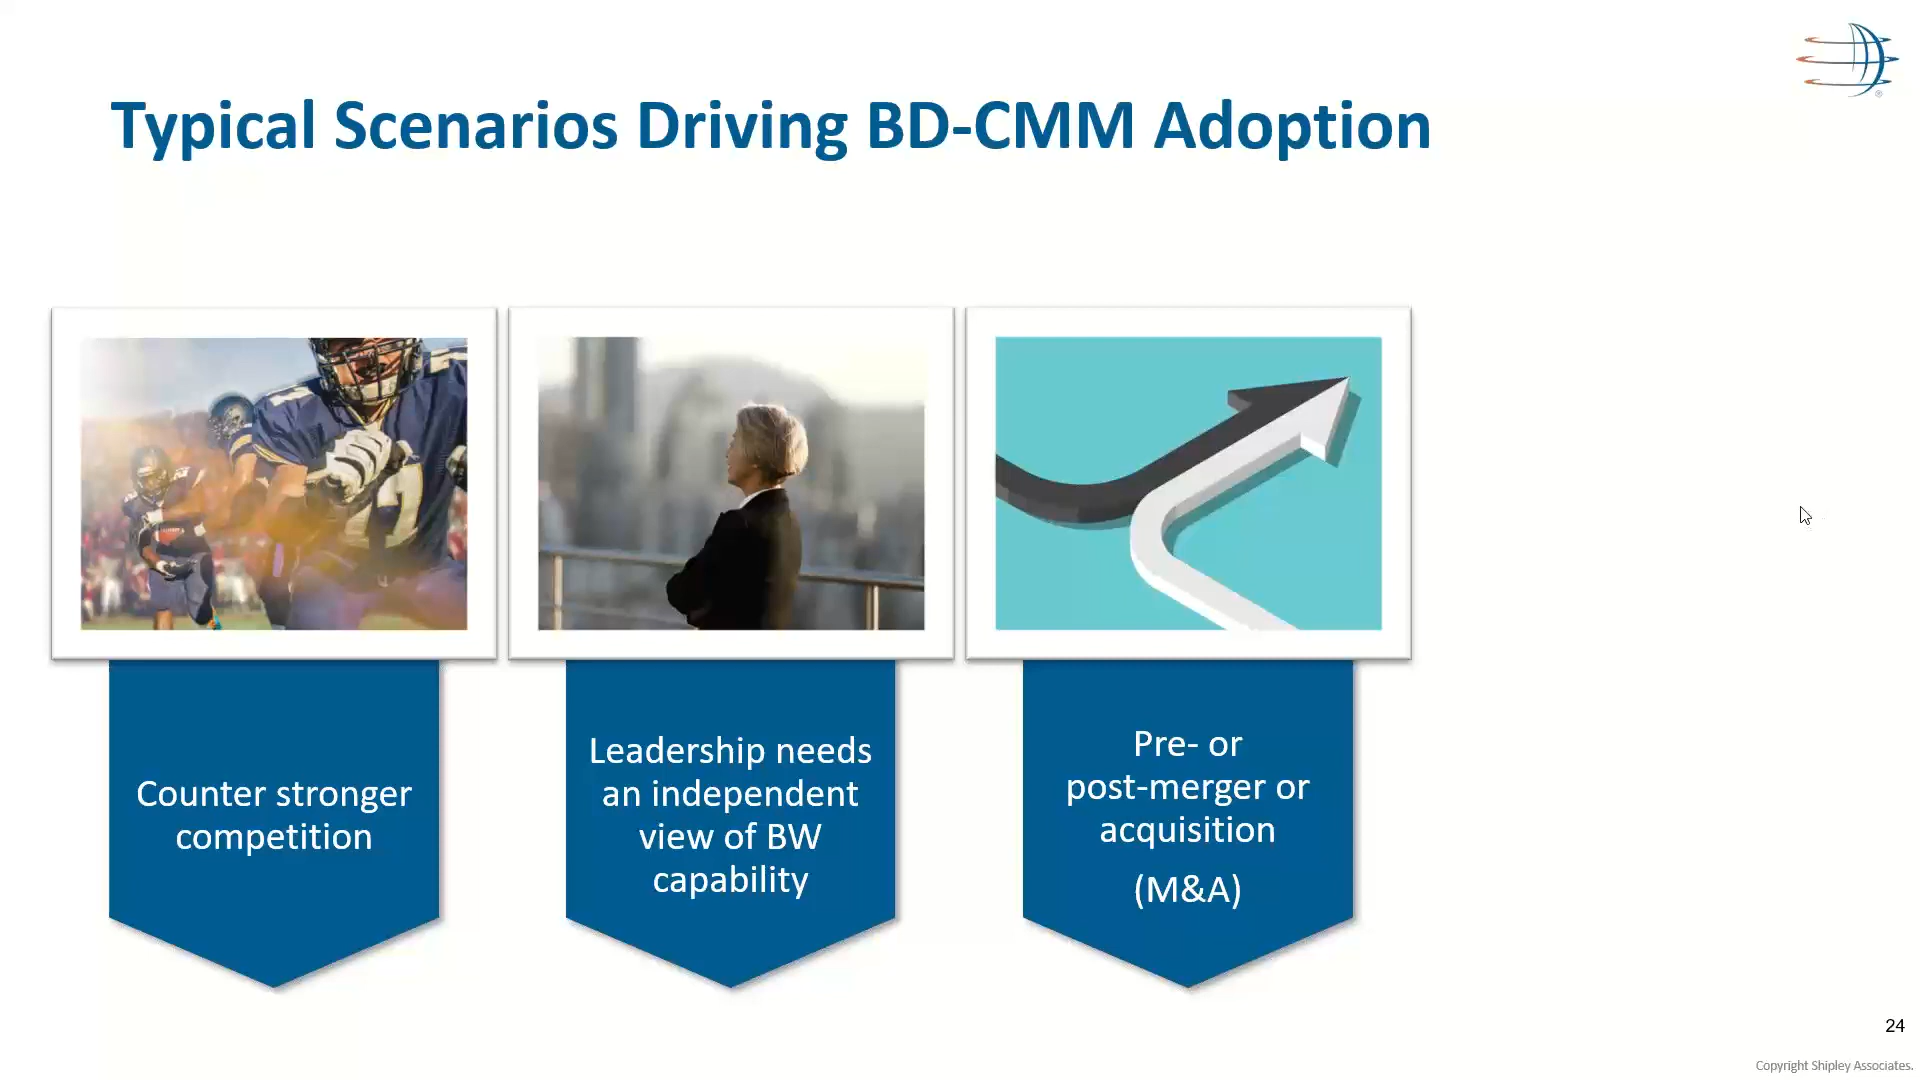 Typical Scenarios Driving BD-CMM Adoption
Counter stronger
competition
Leadership needs
an independent
view of BW
capability
Pre- or
post-merger or
acquisition
(M&A)
24
Copyright Shipley Associates.